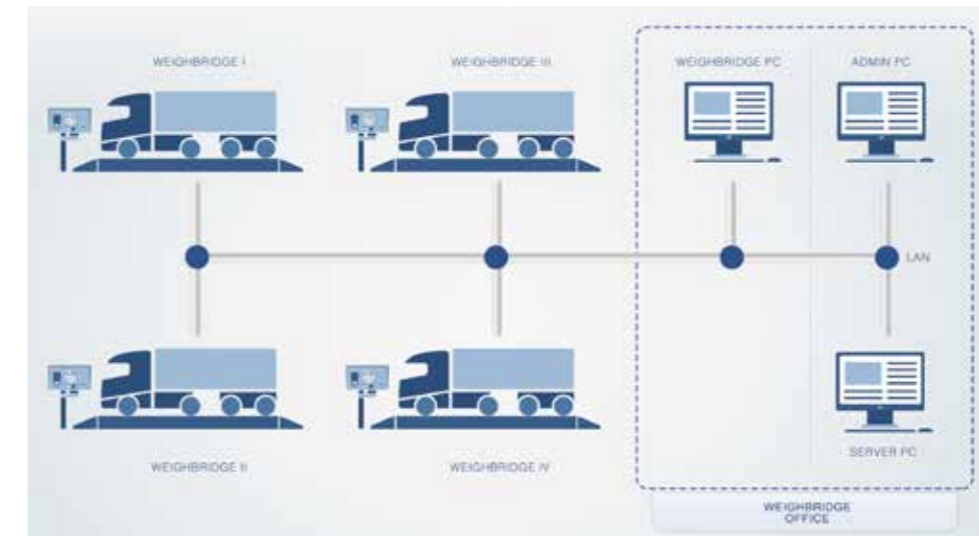 WEIGHBRIDGE I
WEIGHBRIDGE III
WEIGHBRIDGE PC
ADMIN PC
LAN
WEIGHBRIDGE II
WEIGHBRIDGE IV
SERVER PC
WEIGHBRIDGE
OFFICE